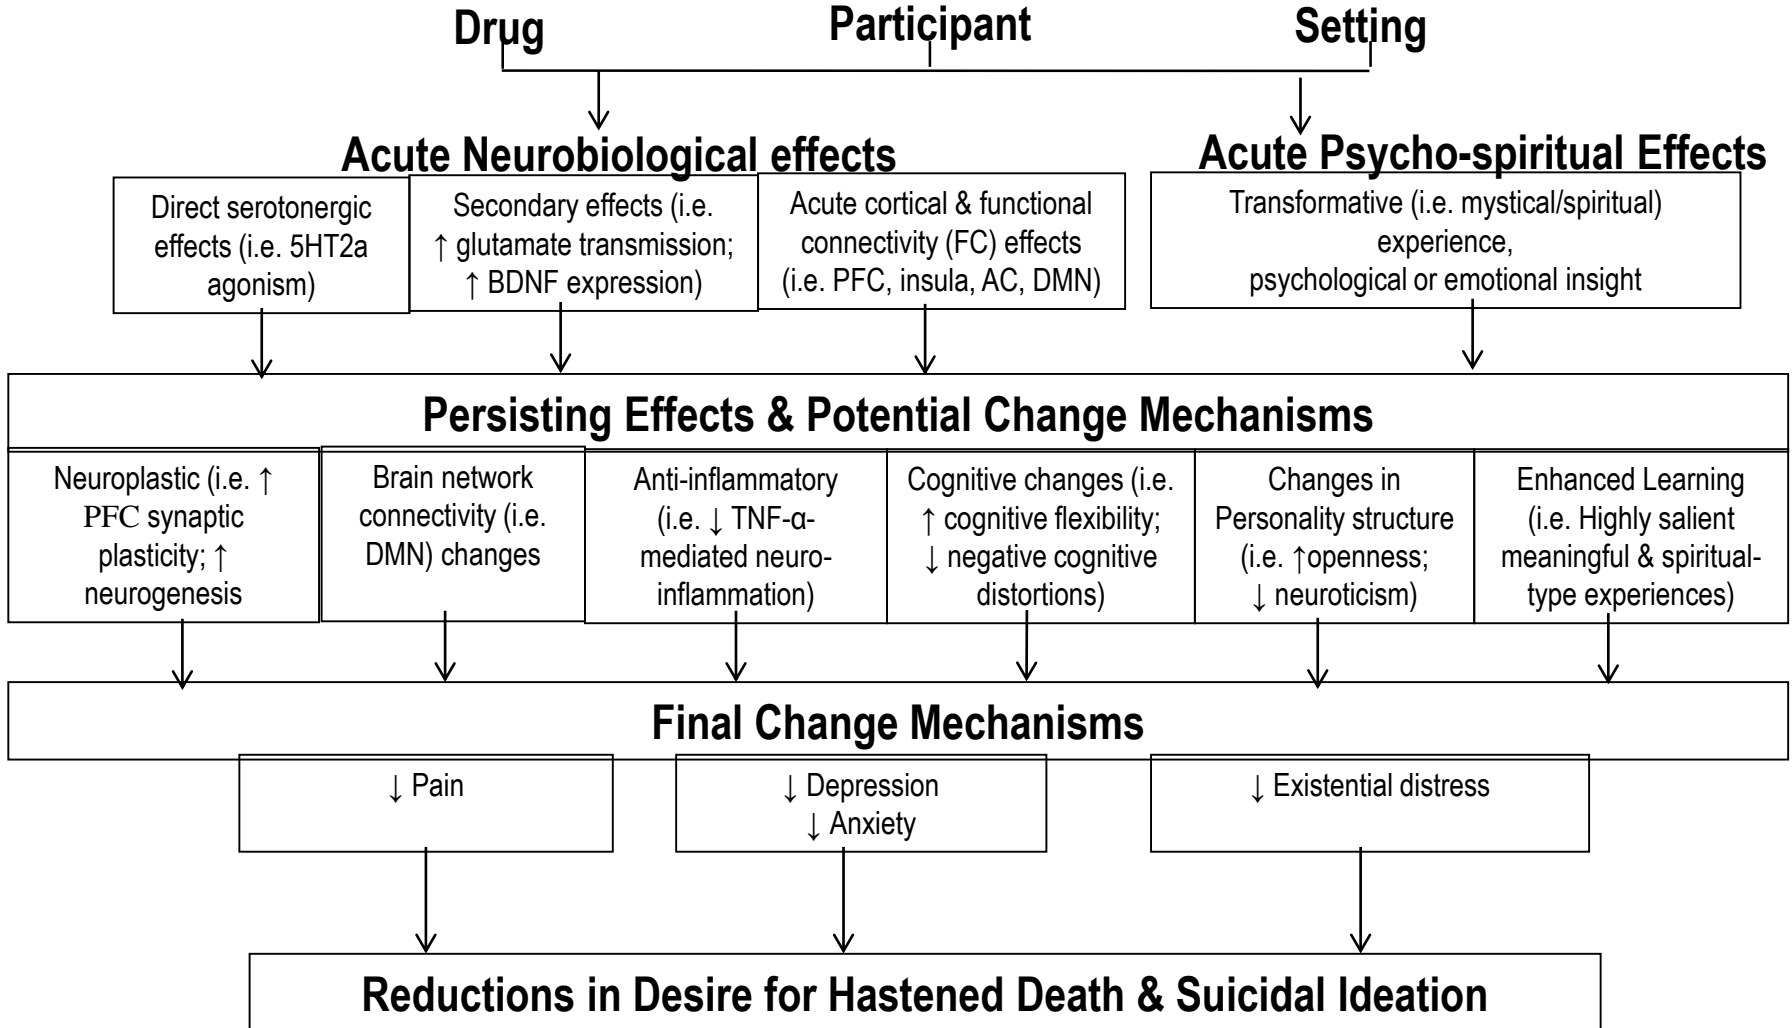 Drug
Participant
Setting
Acute Neurobiological effects
Acute Psycho-spiritual Effects
Direct serotonergic
effects (i.e. 5HT2a
agonism)
Secondary effects (i.e.
↑ glutamate transmission;
↑ BDNF expression)
Acute cortical & functional
connectivity (FC) effects
(i.e. PFC, insula, AC, DMN)
Transformative (i.e. mystical/spiritual)
experience,
psychological or emotional insight
Persisting Effects & Potential Change Mechanisms
Neuroplastic (i.e. ↑
PFC synaptic
plasticity; ↑
neurogenesis
Brain network
connectivity (i.e.
DMN) changes
Anti-inflammatory
(i.e. ↓ TNF-α-
mediated neuro-
inflammation)
Cognitive changes (i.e.
↑ cognitive flexibility;
↓ negative cognitive
distortions)
Changes in
Personality structure
(i.e. ↑openness;
↓ neuroticism)
Enhanced Learning
(i.e. Highly salient
meaningful & spiritual-
type experiences)
Final Change Mechanisms
↓ Pain
↓ Depression
↓ Anxiety
↓ Existential distress
Reductions in Desire for Hastened Death & Suicidal Ideation